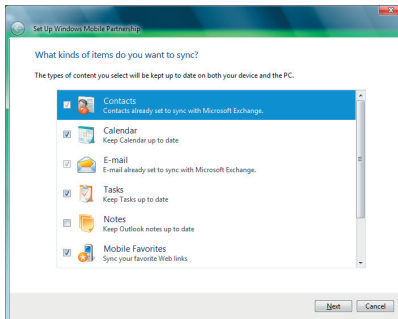 Set Up Windows Mobile Partnership
What kinds of items do you want to sync?
The types of content you select will be kept up to date on both your device and the PC.
Contacts
Contacts already set to sync with Microsoft Exchange.
Calendar
Keep Calendar up to date
E-mail
E-mail already set to sync with Microsoft Exchange.
Tasks
Keep Tasks up to date
Notes
Keep Outlook notes up to date
Mobile Favorites
Sync your favorite Web links
Next Cancel